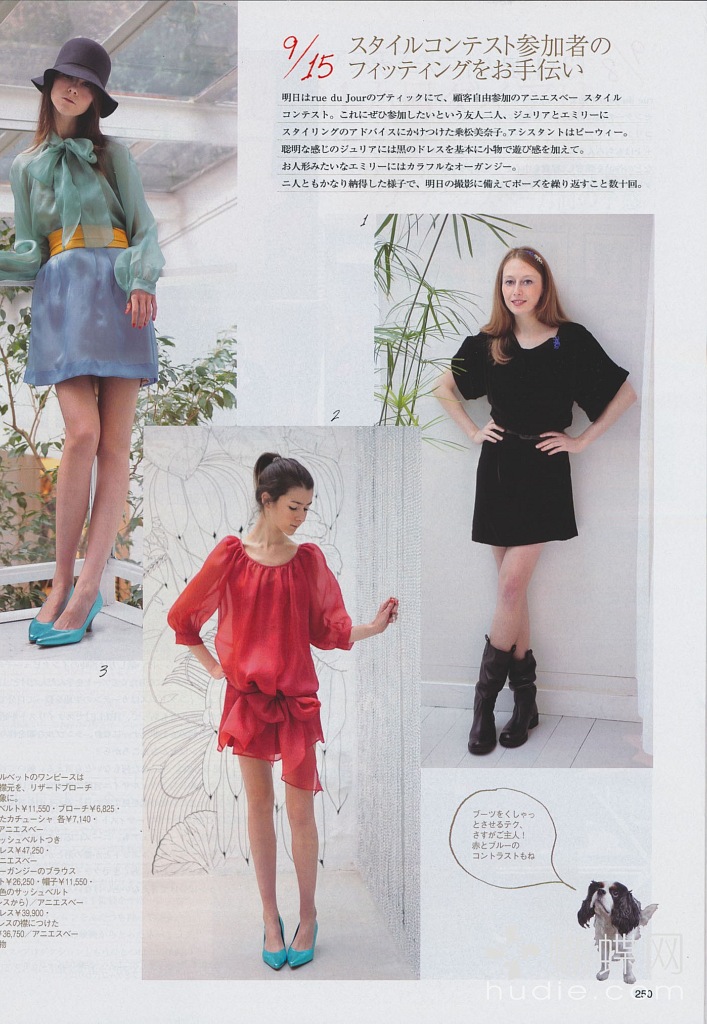 9/15
スタイルコンテスト参加者の
フィッティングをお手伝い
明日はrue du Jourのブティックにて、顧客自由参加のアニエスベー スタイル
コンテスト。これにぜひ参加したいという友人二人、ジュリアとエミリーに
スタイリングのアドバイスにかけつけた乗松美奈子。アシスタントはピーウィー。
聡明な感じのジュリアには黒のドレスを基本に小物で遊び感を加えて。
お人形みたいなエミリーにはカラフルなオーガンジー。
二人ともかなり納得した様子で、明日の撮影に備えてポーズを繰り返すこと数十回。
1
2
3
ルベットのワンピースは
襟元を、リザードブローチ
象に。
ベルト¥11,550・ブローチ¥6,825・
たカチューシャ 各¥7,140・
アニエスベー
ッシュベルトつき
レス¥47,250・
ニエスベー
ーガンジーのブラウス
ト¥26,250・帽子¥11,550・
色のサッシュベルト
レスから)／アニエスベー
レス¥39,900・
レスの襟につけた
¥36,750／アニエスベー
物
ブーツをくしゃっ
とさせるテク、
さすがご主人！
赤とブルーの
コントラストもね
蝶网
hudie.com
250